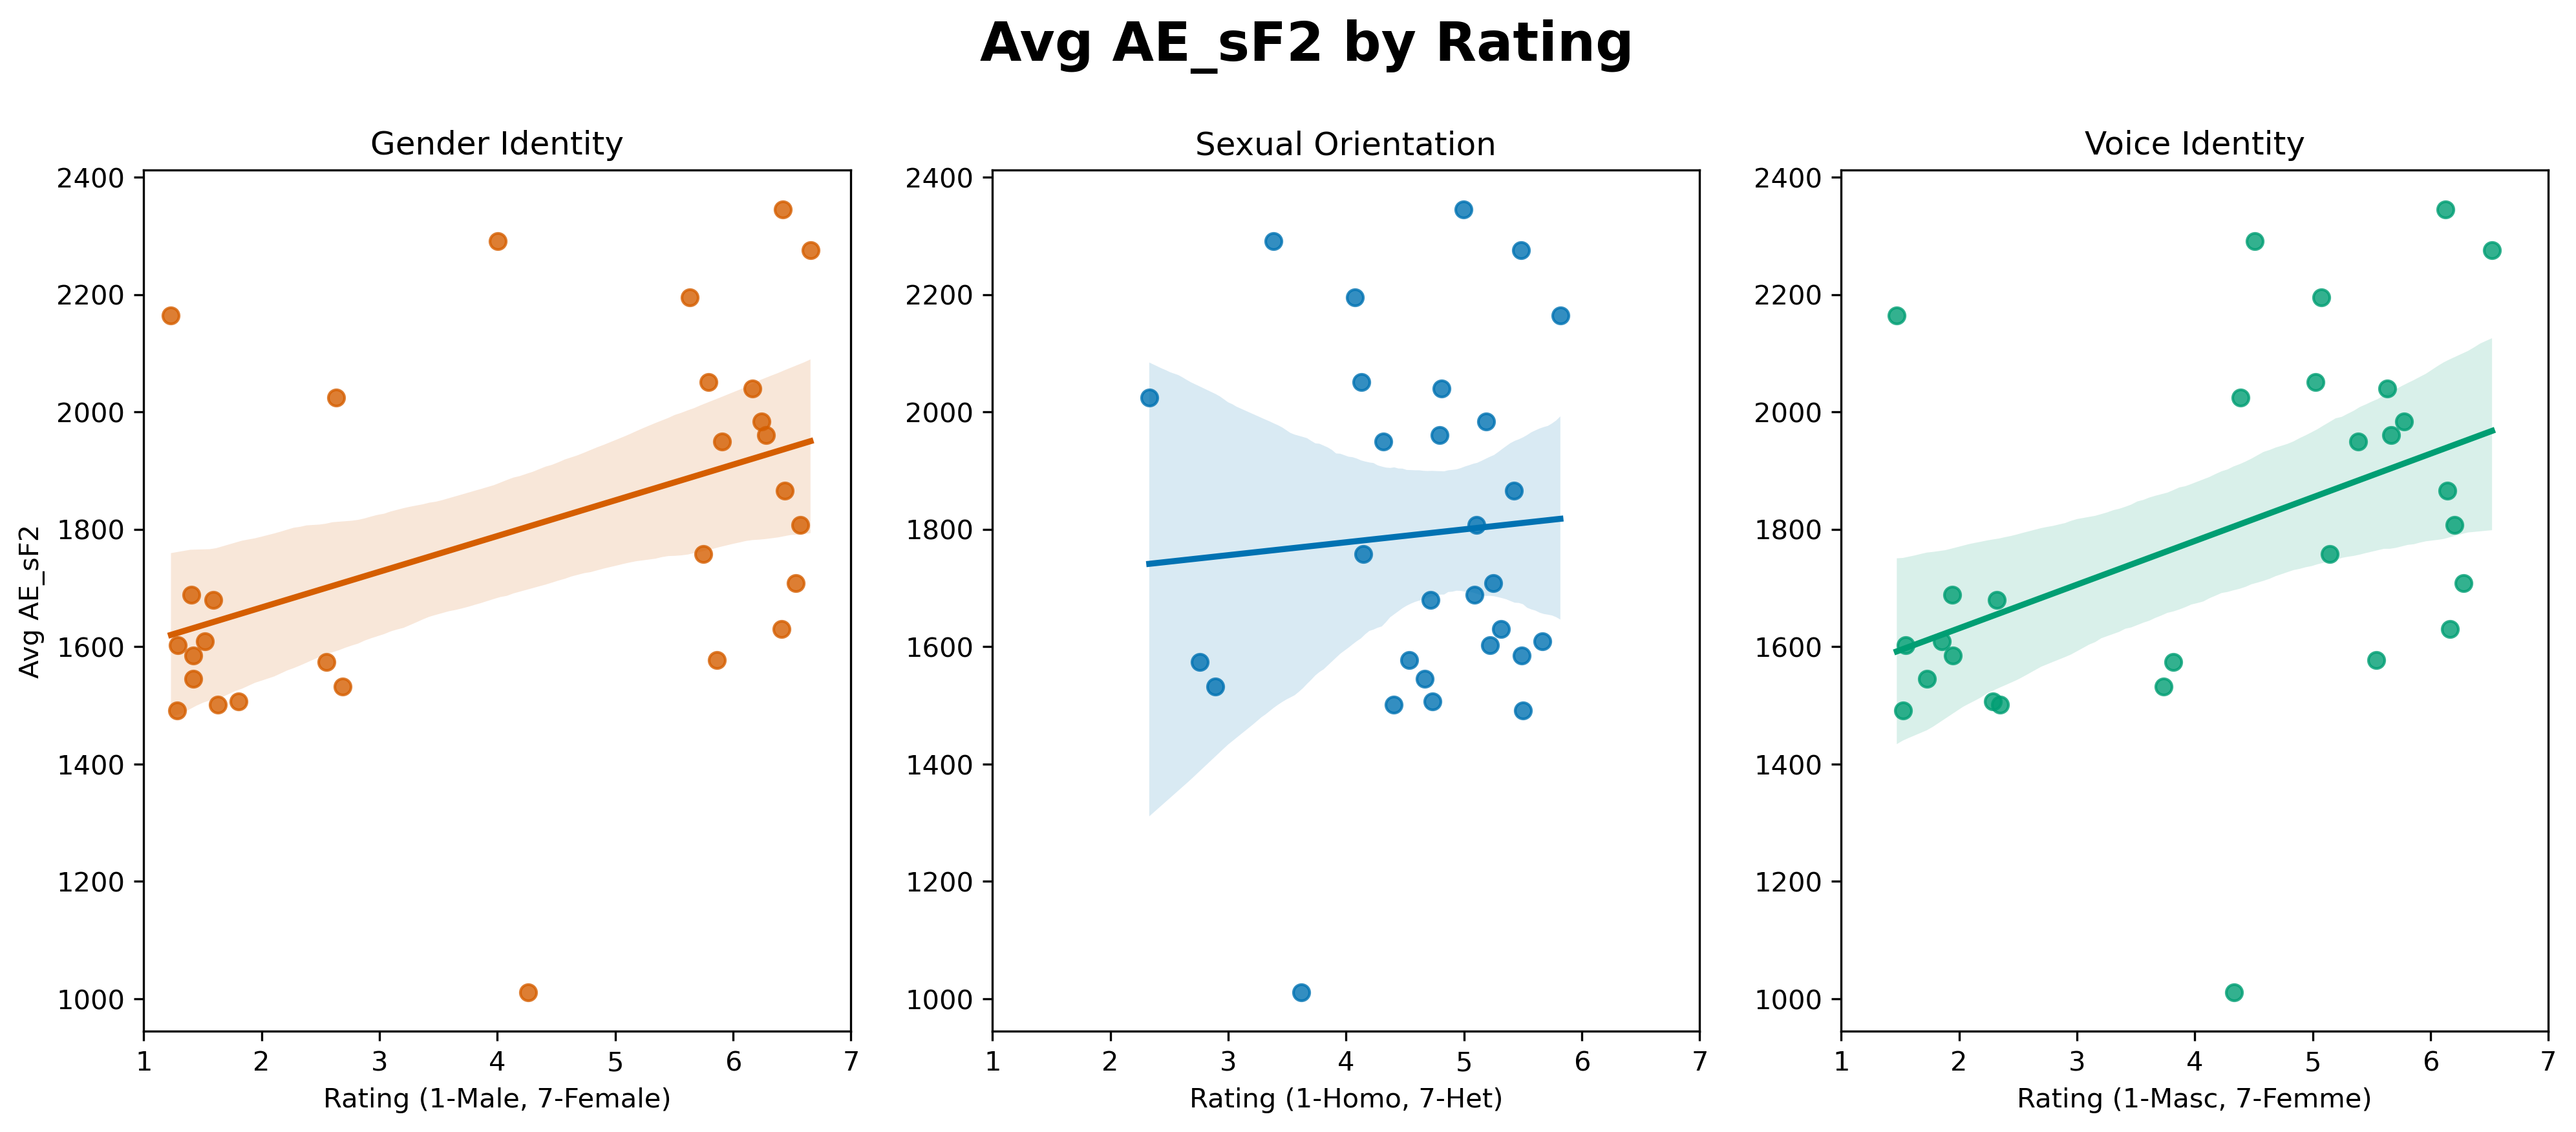 Avg AE_sF2 by Rating
Gender Identity
Sexual Orientation
Voice Identity
Avg AE_sF2
2400
2200
2000
1800
1600
1400
1200
1000
1 2 3 4 5 6 7
Rating (1-Male, 7-Female)
2400
2200
2000
1800
1600
1400
1200
1000
1 2 3 4 5 6 7
Rating (1-Homo, 7-Het)
2400
2200
2000
1800
1600
1400
1200
1000
1 2 3 4 5 6 7
Rating (1-Masc, 7-Femme)